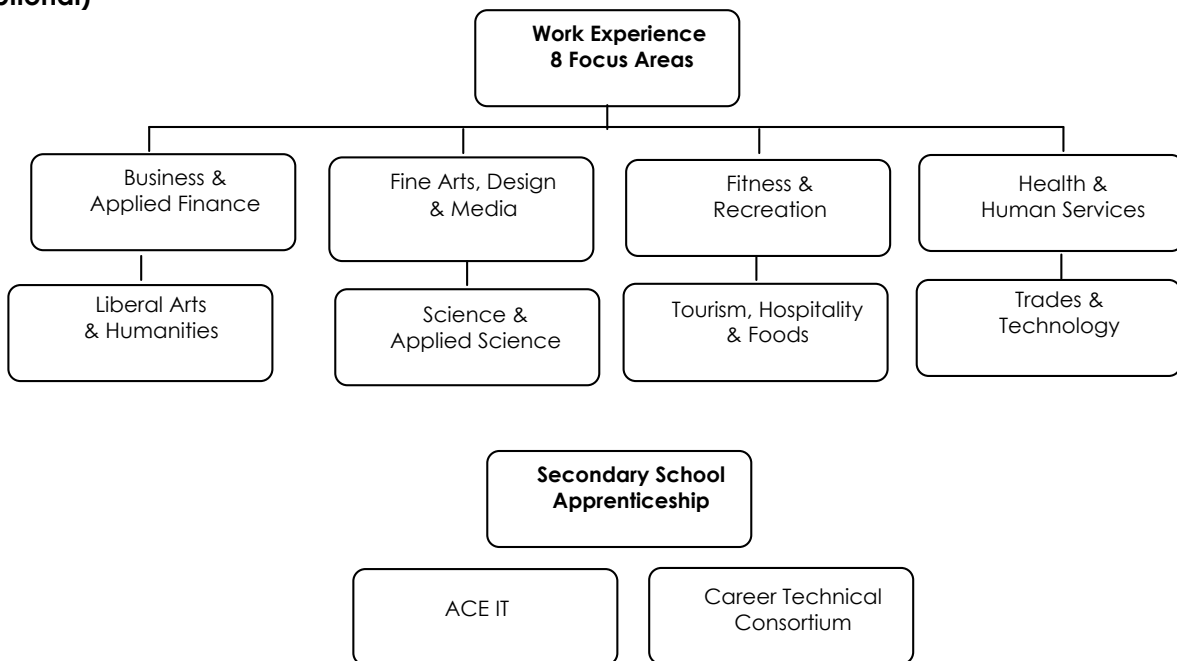 Work Experience
8 Focus Areas
Business &
Applied Finance
Fine Arts, Design
& Media
Fitness &
Recreation
Health &
Human Services
Liberal Arts
& Humanities
Science &
Applied Science
Tourism, Hospitality
& Foods
Trades &
Technology
Secondary School
Apprenticeship
ACE IT
Career Technical
Consortium